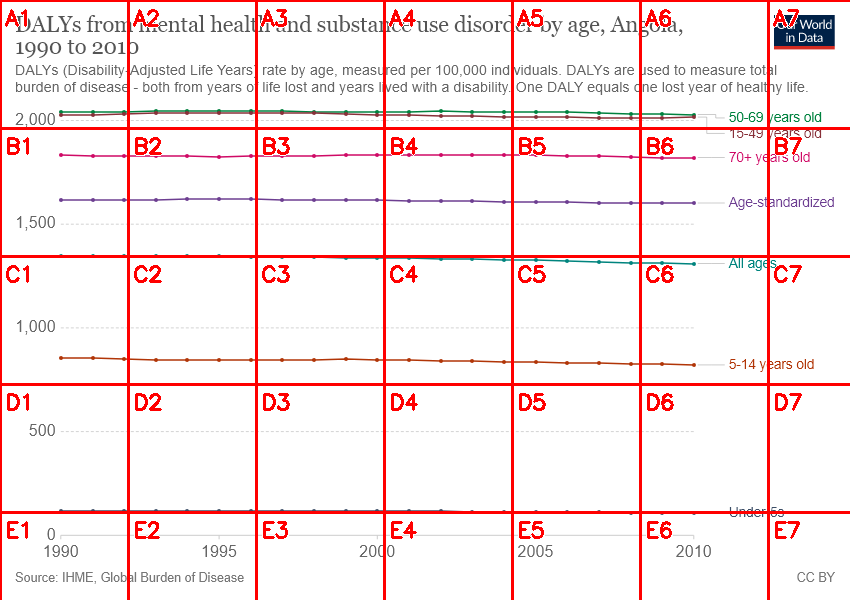 DALYs from mental health and substance use disorder by age, Angola,
1990 to 2010
Our World
in Data
DALYs (Disability-Adjusted Life Years) rate by age, measured per 100,000 individuals. DALYs are used to measure total
burden of disease - both from years of life lost and years lived with a disability. One DALY equals one lost year of healthy life.
A1 A2 A3 A4 A5 A6 A7
2,000
50-69 years old
15-49 years old
B1 B2 B3 B4 B5 B6 B7
70+ years old
Age-standardized
1,500
All ages
C1 C2 C3 C4 C5 C6 C7
1,000
5-14 years old
D1 D2 D3 D4 D5 D6 D7
500
Under-5s
E1 E2 E3 E4 E5 E6 E7
0
1990 1995 2000 2005 2010
Source: IHME, Global Burden of Disease
CC BY